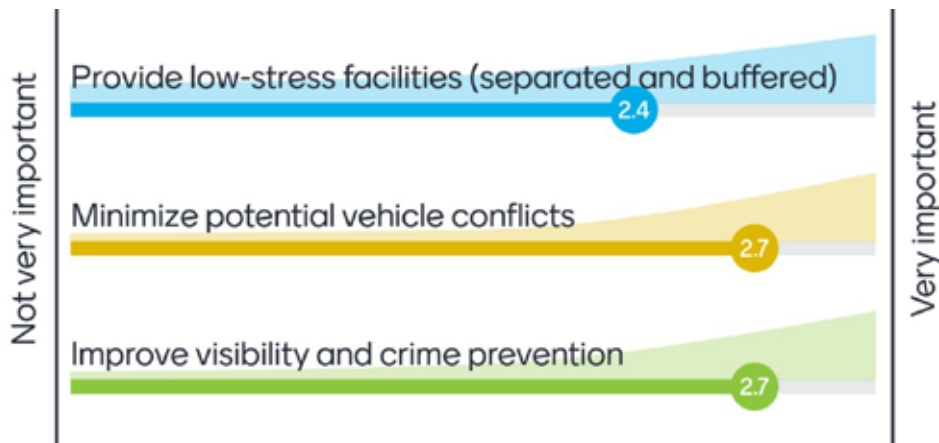 Not very important
Provide low-stress facilities (separated and buffered)
2.4
Minimize potential vehicle conflicts
2.7
Improve visibility and crime prevention
2.7
Very important